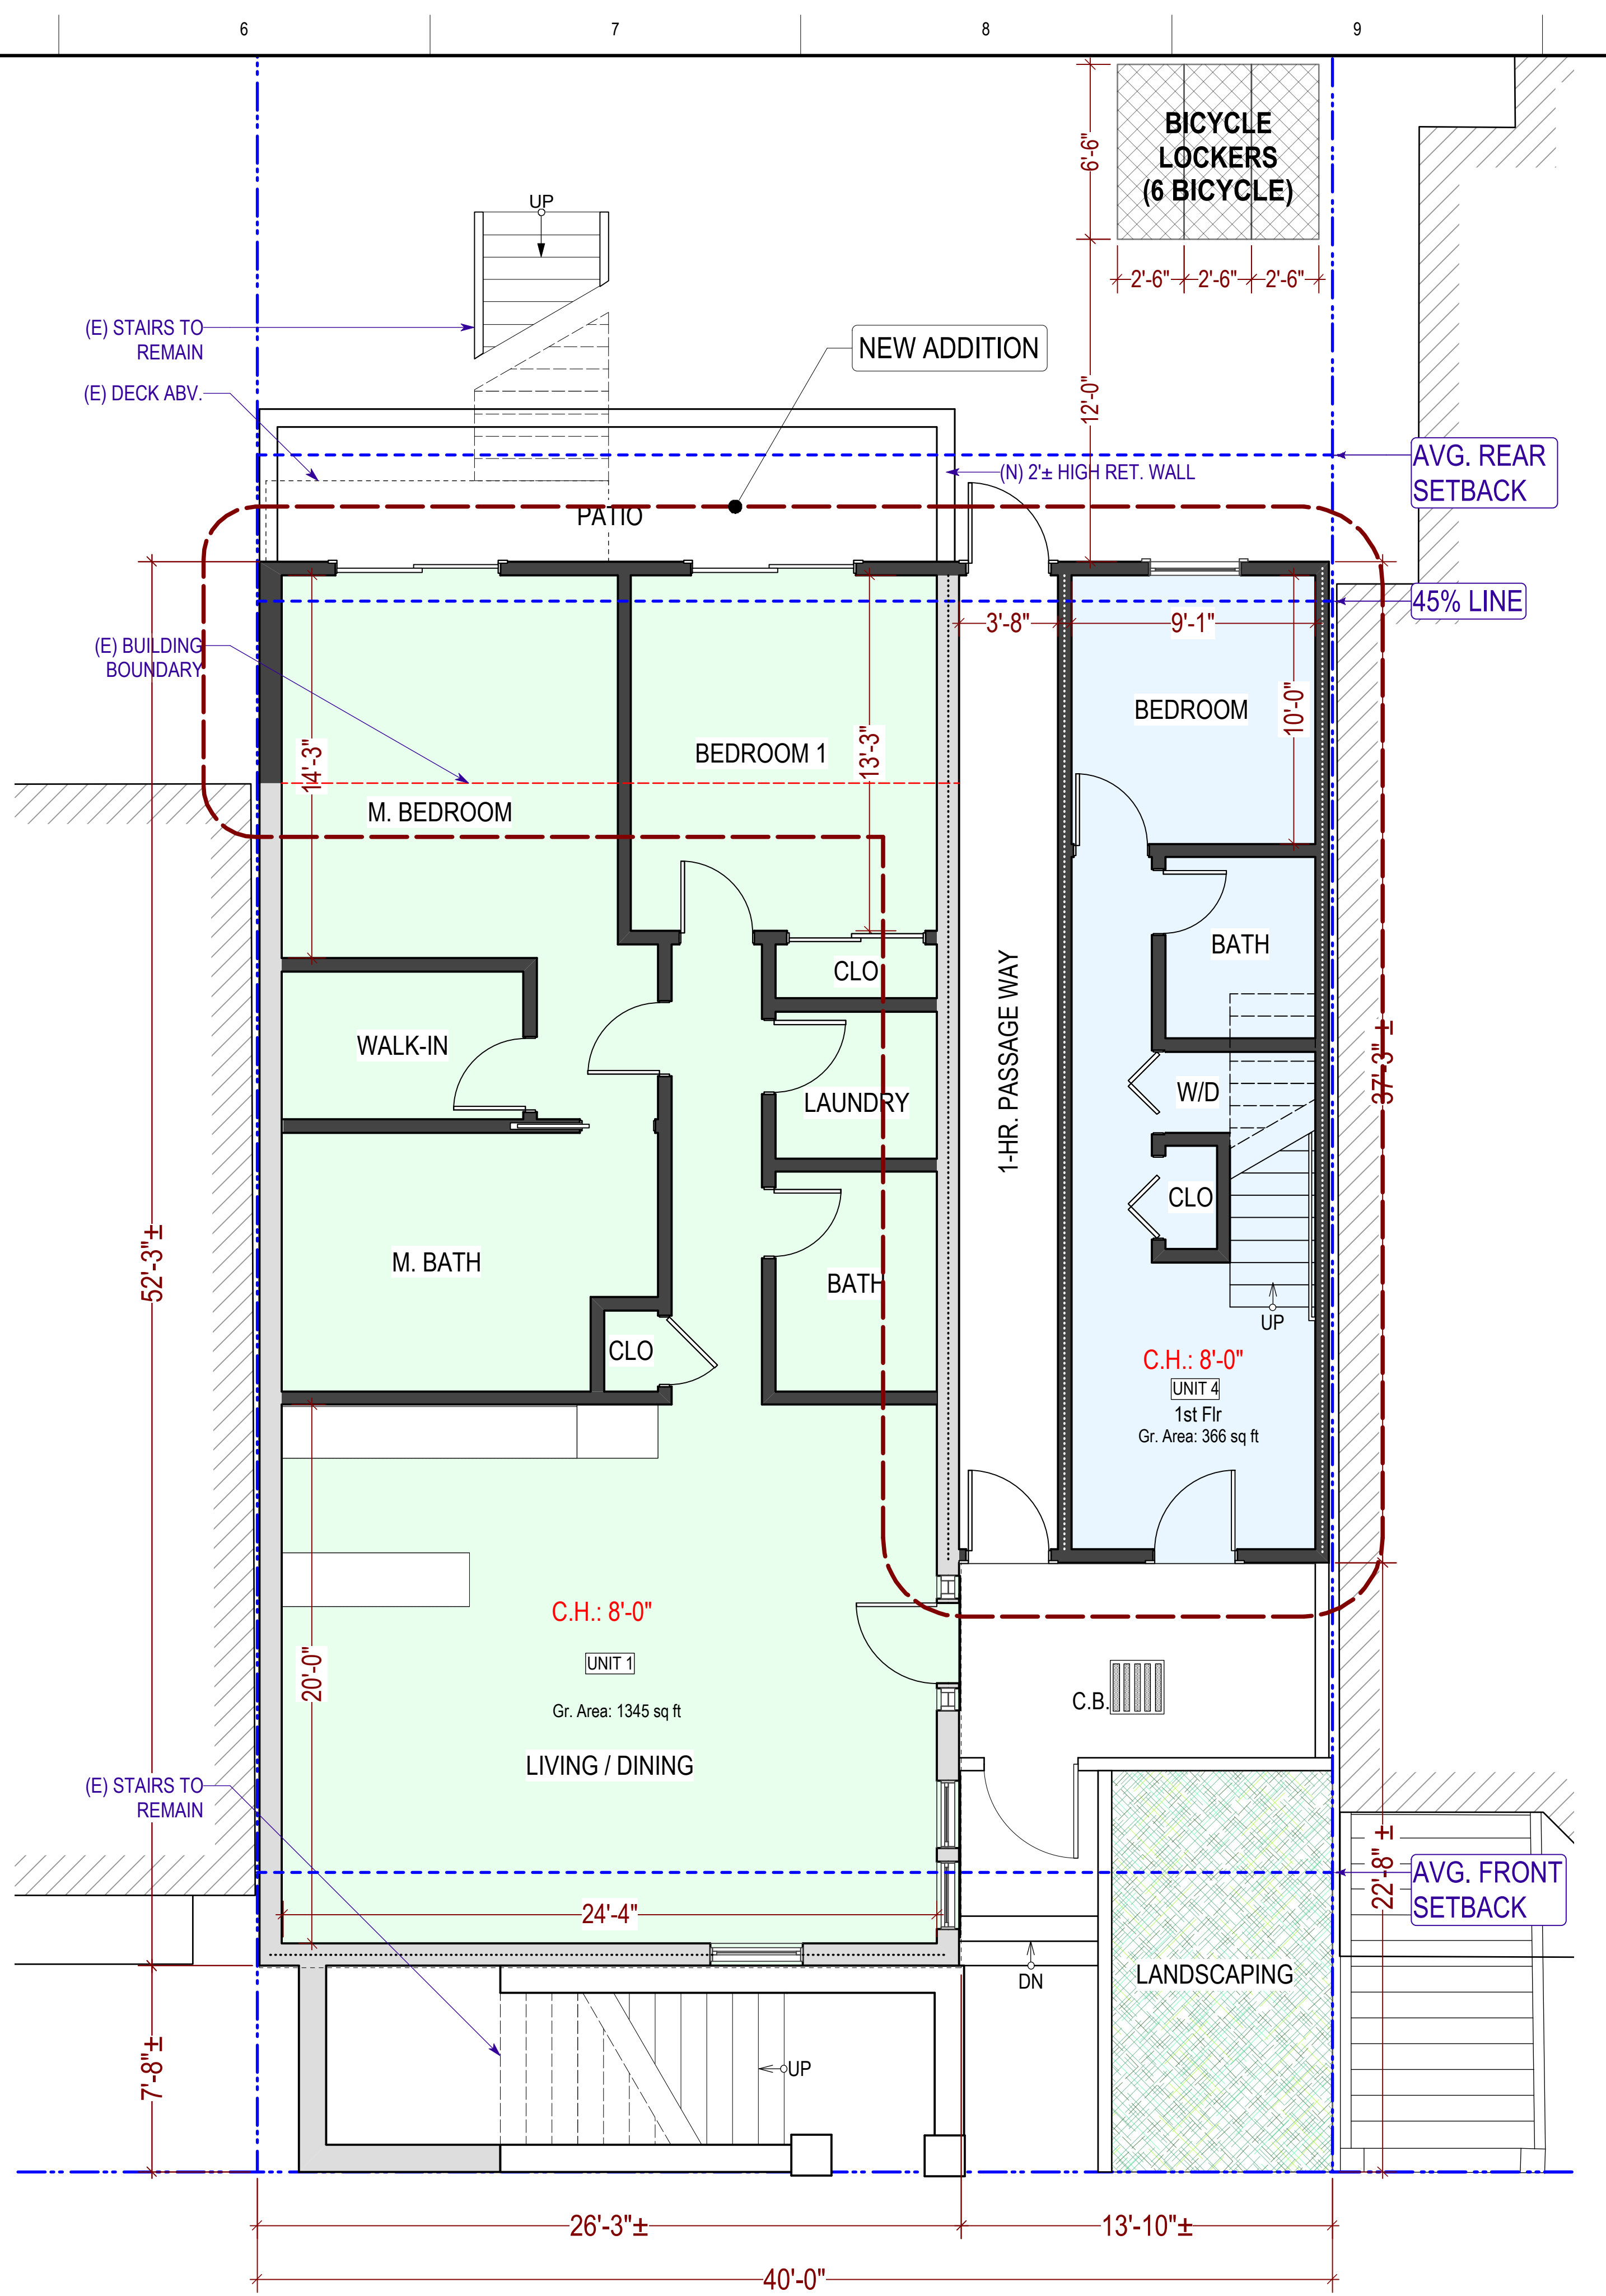 6
7
8
9
BICYCLE
LOCKERS
(6 BICYCLE)
6'-6"
2'-6"
2'-6"
2'-6"
UP
(E) STAIRS TO
REMAIN
NEW ADDITION
(E) DECK ABV.
12'-0"
AVG. REAR
SETBACK
(N) 2'± HIGH RET. WALL
PATIO
45% LINE
3'-8"
9'-1"
(E) BUILDING
BOUNDARY
BEDROOM
10'-0"
14'-3"
BEDROOM 1
13'-3"
M. BEDROOM
BATH
CLO
WALK-IN
1-HR. PASSAGE WAY
37'-3" ±
W/D
LAUNDRY
CLO
52'-3"±
M. BATH
BATH
UP
CLO
C.H.: 8'-0"
UNIT 4
1st Flr
Gr. Area: 366 sq ft
C.H.: 8'-0"
UNIT 1
20'-0"
C.B.
Gr. Area: 1345 sq ft
LIVING / DINING
(E) STAIRS TO
REMAIN
22'-8" ±
AVG. FRONT
SETBACK
24'-4"
DN
LANDSCAPING
7'-8"±
UP
26'-3"±
13'-10"±
40'-0"